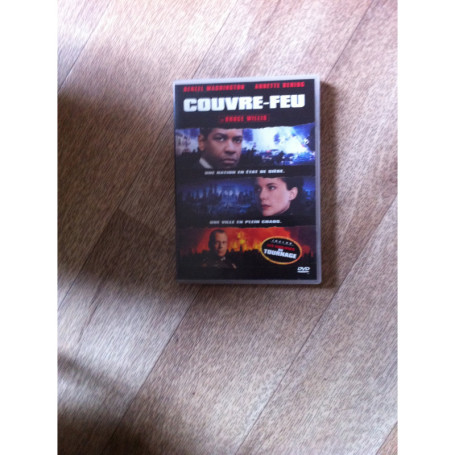 DENZEL WASHINGTON ANNETTE BENING
COUVRE-FEU
BRUCE WILLIS
UNE NATION EN ÉTAT DE SIÈGE.
UNE VILLE EN PLEIN CHAOS.
TOURNAGE
DVD